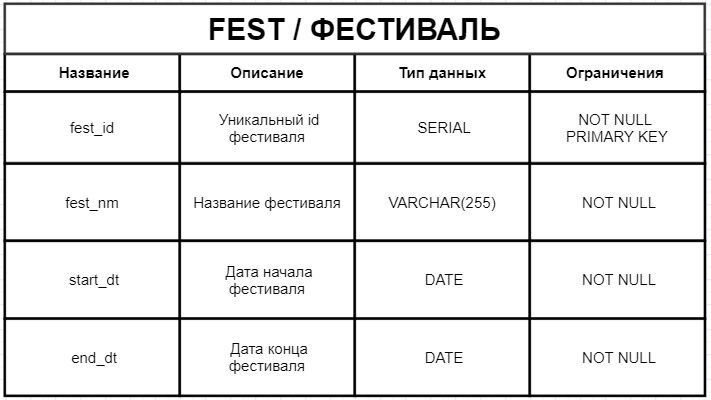 FEST / ФЕСТИВАЛЬ
Название
Описание
Тип данных
Ограничения
fest_id
Уникальный id
фестиваля
SERIAL
NOT NULL
PRIMARY KEY
fest_nm
Название фестиваля
VARCHAR(255)
NOT NULL
start_dt
Дата начала
фестиваля
DATE
NOT NULL
end_dt
Дата конца
фестиваля
DATE
NOT NULL